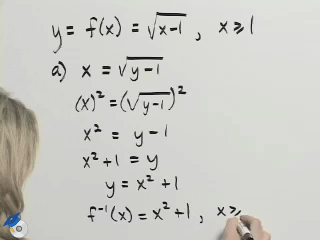 y = f(x) = √(x-1) , x ≥ 1
a) x = √(y-1)
(x)² = (√(y-1))²
x² = y - 1
x² + 1 = y
y = x² + 1
f⁻¹(x) = x² + 1 , x ≥